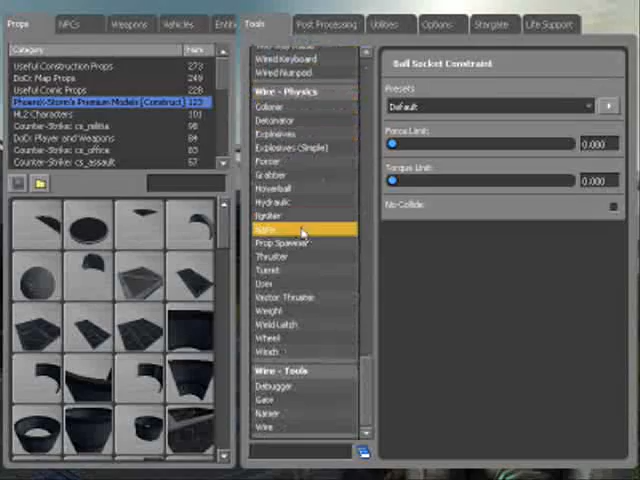 Props NPCs Weapons Vehicles Entiti
Category Num
Useful Construction Props 273
DoD: Map Props 249
Useful Comic Props 228
PhoeniX-Storm's Premium Models [Construct] 123
HL2 Characters 101
Counter-Strike: cs_militia 98
DoD: Player and Weapons 94
Counter-Strike: cs_office 93
Counter-Strike: cs_assault 57
Tools Post Processing Utilities Options Stargate Life Support
Wired Keyboard
Wired Numpad
Wire - Physics
Colorer
Detonator
Explosives
Explosives (Simple)
Forcer
Grabber
Hoverball
Hydraulic
Igniter
Prop Spawner
Thruster
Turret
User
Vector Thruster
Weight
Weld Latch
Wheel
Winch
Wire - Tools
Debugger
Gate
Namer
Wire
Ball Socket Constraint
Presets
Default
Force Limit:
0.000
Torque Limit:
0.000
No-Collide: